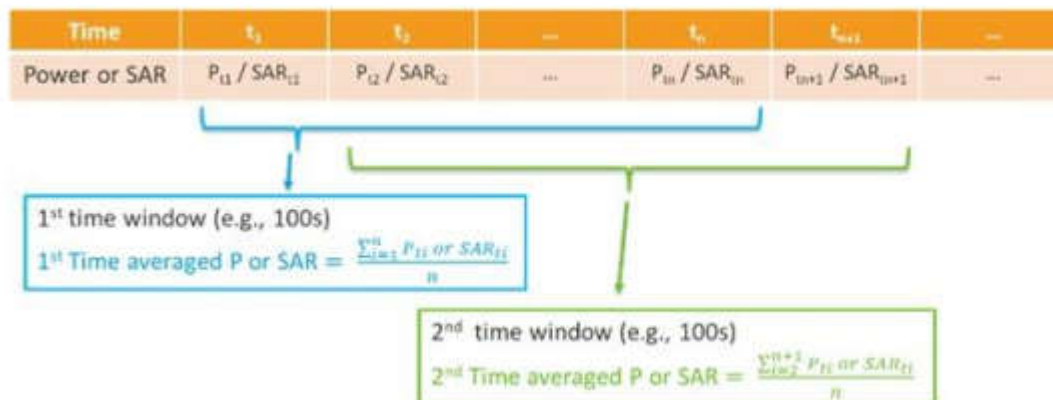 Time t₁ t₂ ... tₙ tₙ₊₁ ...
Power or SAR Pₜ₁ / SARₜ₁ Pₜ₂ / SARₜ₂ ... Pₜₙ / SARₜₙ Pₜₙ₊₁ / SARₜₙ₊₁ ...
1ˢᵗ time window (e.g., 100s)
1ˢᵗ Time averaged P or SAR = ∑ⁿᵢ₌₁ Pₜᵢ or SARₜᵢ / n
2ⁿᵈ time window (e.g., 100s)
2ⁿᵈ Time averaged P or SAR = ∑ⁿ⁺¹ᵢ₌₂ Pₜᵢ or SARₜᵢ / n